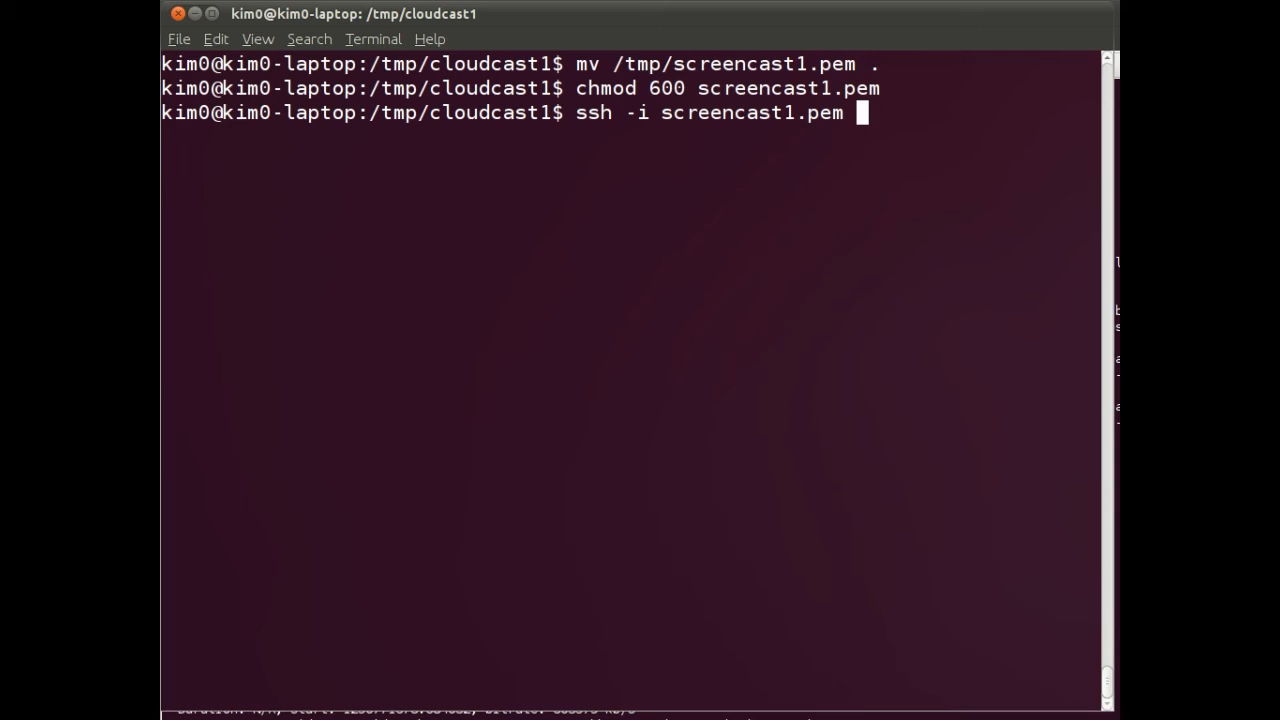 kim0@kim0-laptop: /tmp/cloudcast1
File Edit View Search Terminal Help
kim0@kim0-laptop:/tmp/cloudcast1$ mv /tmp/screencast1.pem .
kim0@kim0-laptop:/tmp/cloudcast1$ chmod 600 screencast1.pem
kim0@kim0-laptop:/tmp/cloudcast1$ ssh -i screencast1.pem